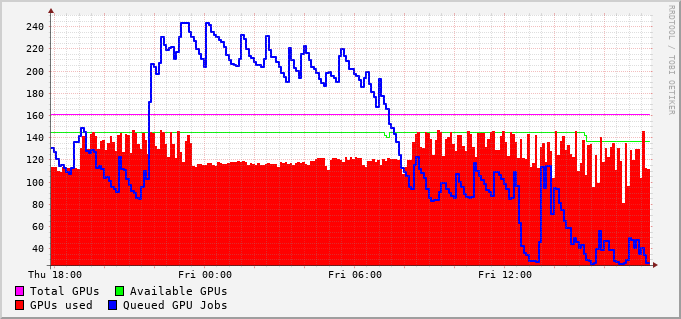 240
220
200
180
160
140
120
100
80
60
40
Thu 18:00 Fri 00:00 Fri 06:00 Fri 12:00
Total GPUs Available GPUs
GPUs used Queued GPU Jobs
RRDTOOL / TOBI OETIKER